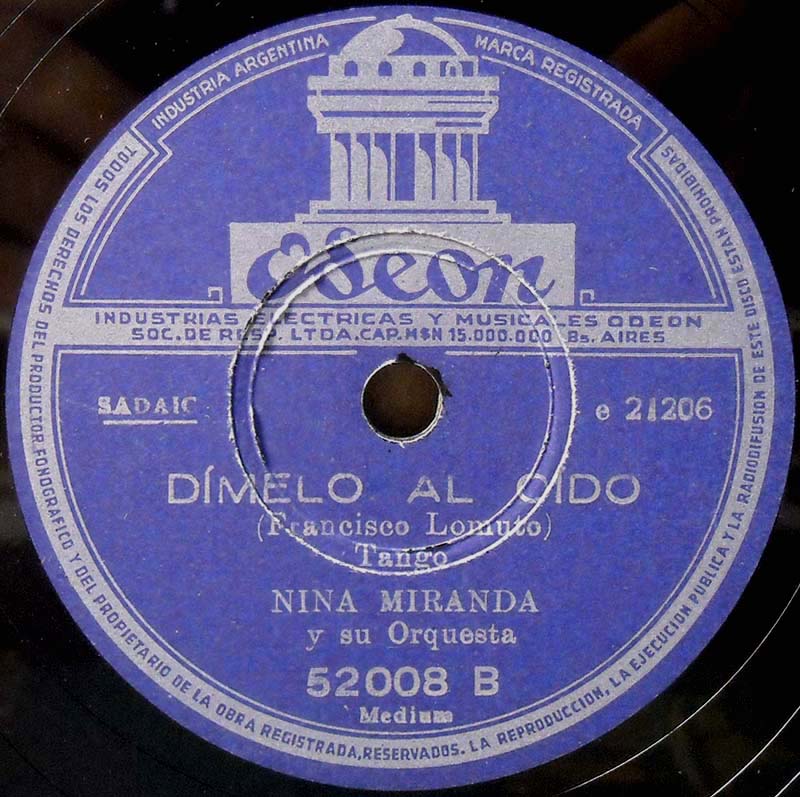 INDUSTRIA ARGENTINA
MARCA REGISTRADA
Odeon
INDUSTRIAS ELECTRICAS Y MUSICALES ODEON
SOC. DE RESP. LTDA. CAP. M$N 15.000.000 Bs. AIRES
SADAIC
e 21206
DÍMELO AL OÍDO
(Francisco Lomuto)
Tango
NINA MIRANDA
y su Orquesta
52008 B
Medium
TODOS LOS DERECHOS DEL PRODUCTOR FONOGRAFICO Y DEL PROPIETARIO DE LA OBRA REGISTRADA, RESERVADOS. LA REPRODUCCION, LA EJECUCION PUBLICA Y LA RADIODIFUSION DE ESTE DISCO ESTAN PROHIBIDAS